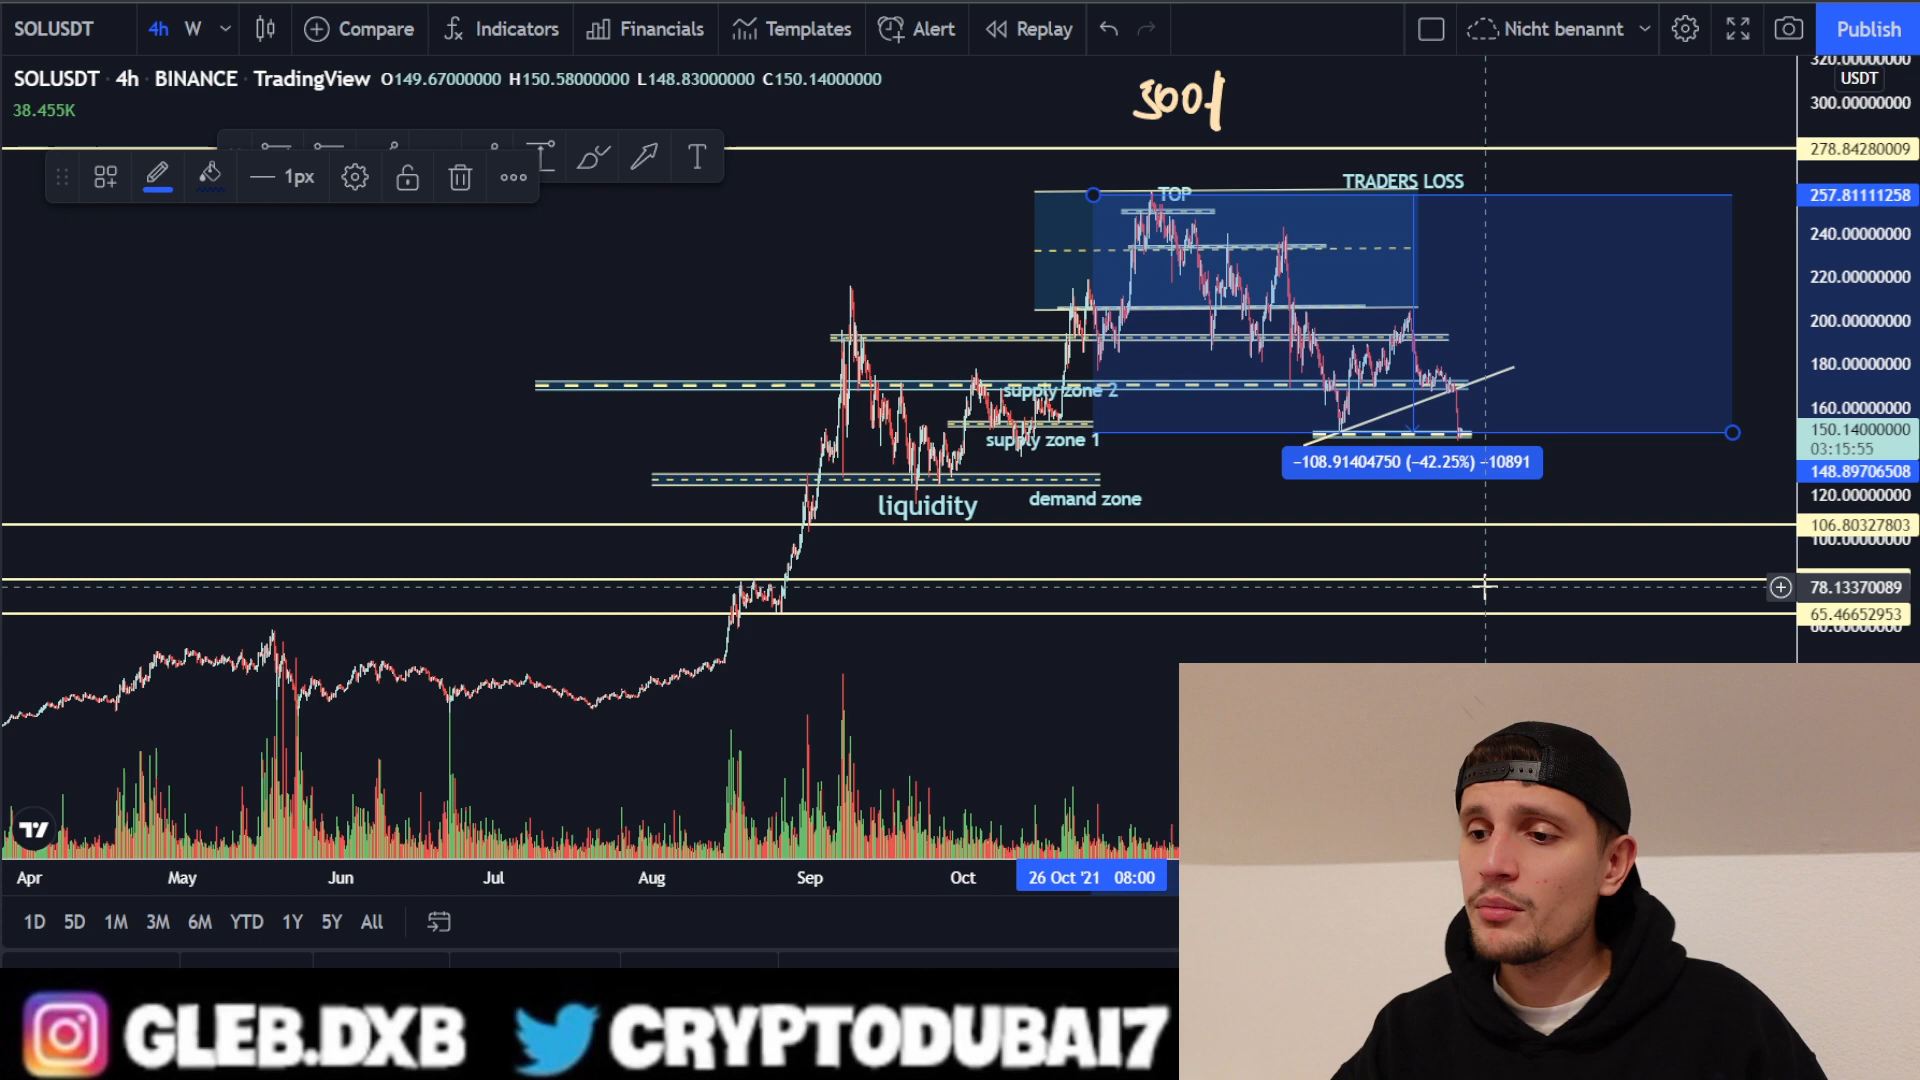 SOLUSDT 4h W Compare Indicators Financials Templates Alert Replay Nicht benannt Publish
SOLUSDT · 4h · BINANCE · TradingView O149.67000000 H150.58000000 L148.83000000 C150.14000000
38.455K
300%
320.00000000
USDT
300.00000000
278.84280009
257.81111258
240.00000000
220.00000000
200.00000000
180.00000000
160.00000000
150.14000000
03:15:55
148.89706508
120.00000000
106.80327803
100.00000000
78.13370089
65.46652953
60.00000000
1px
T
TRADERS LOSS
TOP
supply zone 2
supply zone 1
−108.91404750 (−42.25%) −10891
liquidity
demand zone
Apr May Jun Jul Aug Sep Oct 26 Oct '21 08:00
1D 5D 1M 3M 6M YTD 1Y 5Y All
GLEB.DXB CRYPTODUBAI7